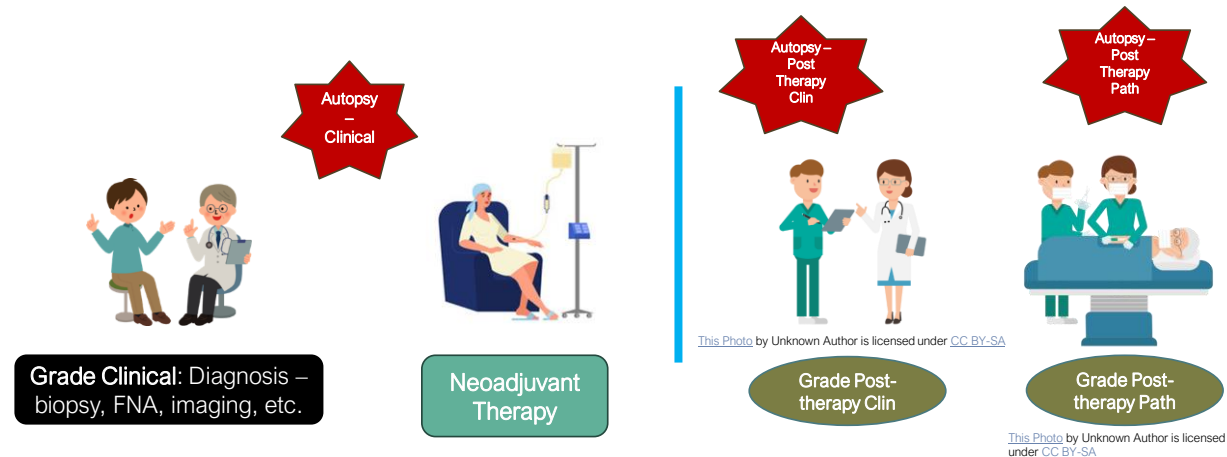 Autopsy
–
Clinical
Autopsy –
Post
Therapy
Clin
Autopsy –
Post
Therapy
Path
This Photo by Unknown Author is licensed under CC BY-SA
Grade Clinical: Diagnosis –
biopsy, FNA, imaging, etc.
Neoadjuvant
Therapy
Grade Post-
therapy Clin
Grade Post-
therapy Path
This Photo by Unknown Author is licensed
under CC BY-SA